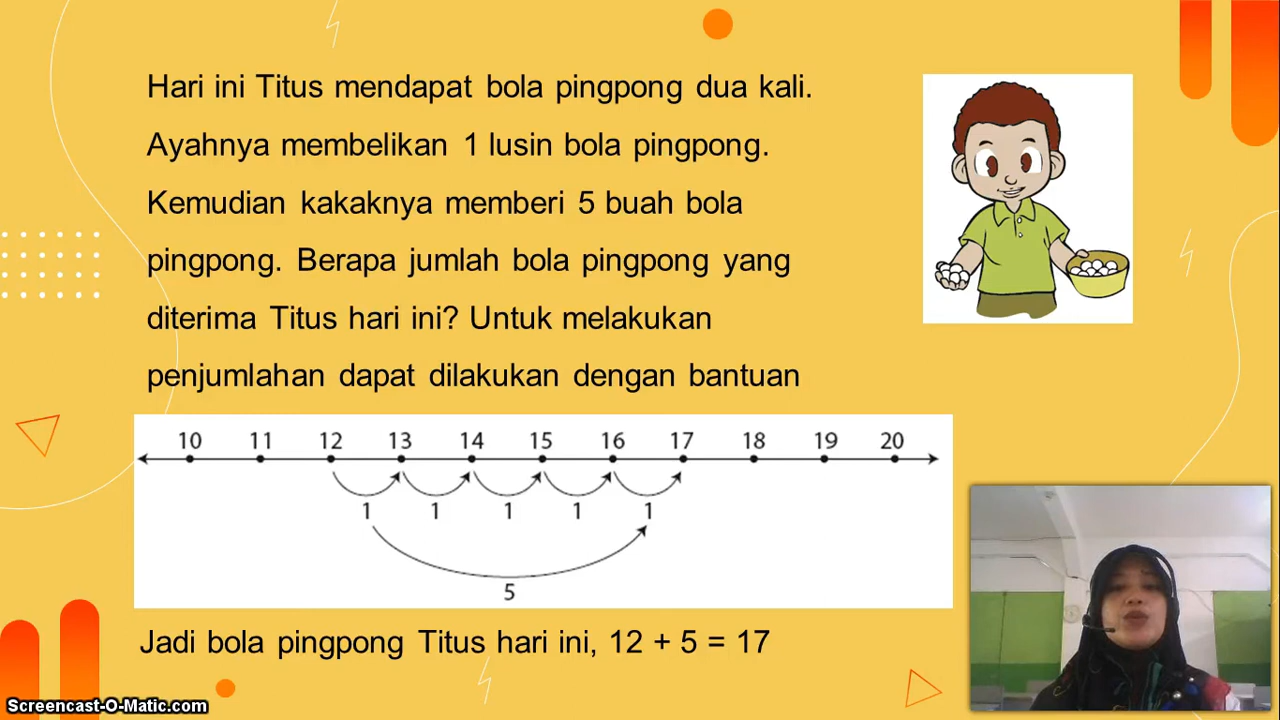 Hari ini Titus mendapat bola pingpong dua kali.
Ayahnya membelikan 1 lusin bola pingpong.
Kemudian kakaknya memberi 5 buah bola
pingpong. Berapa jumlah bola pingpong yang
diterima Titus hari ini? Untuk melakukan
penjumlahan dapat dilakukan dengan bantuan
10 11 12 13 14 15 16 17 18 19 20
1 1 1 1 1
5
Jadi bola pingpong Titus hari ini, 12 + 5 = 17
Screencast-O-Matic.com